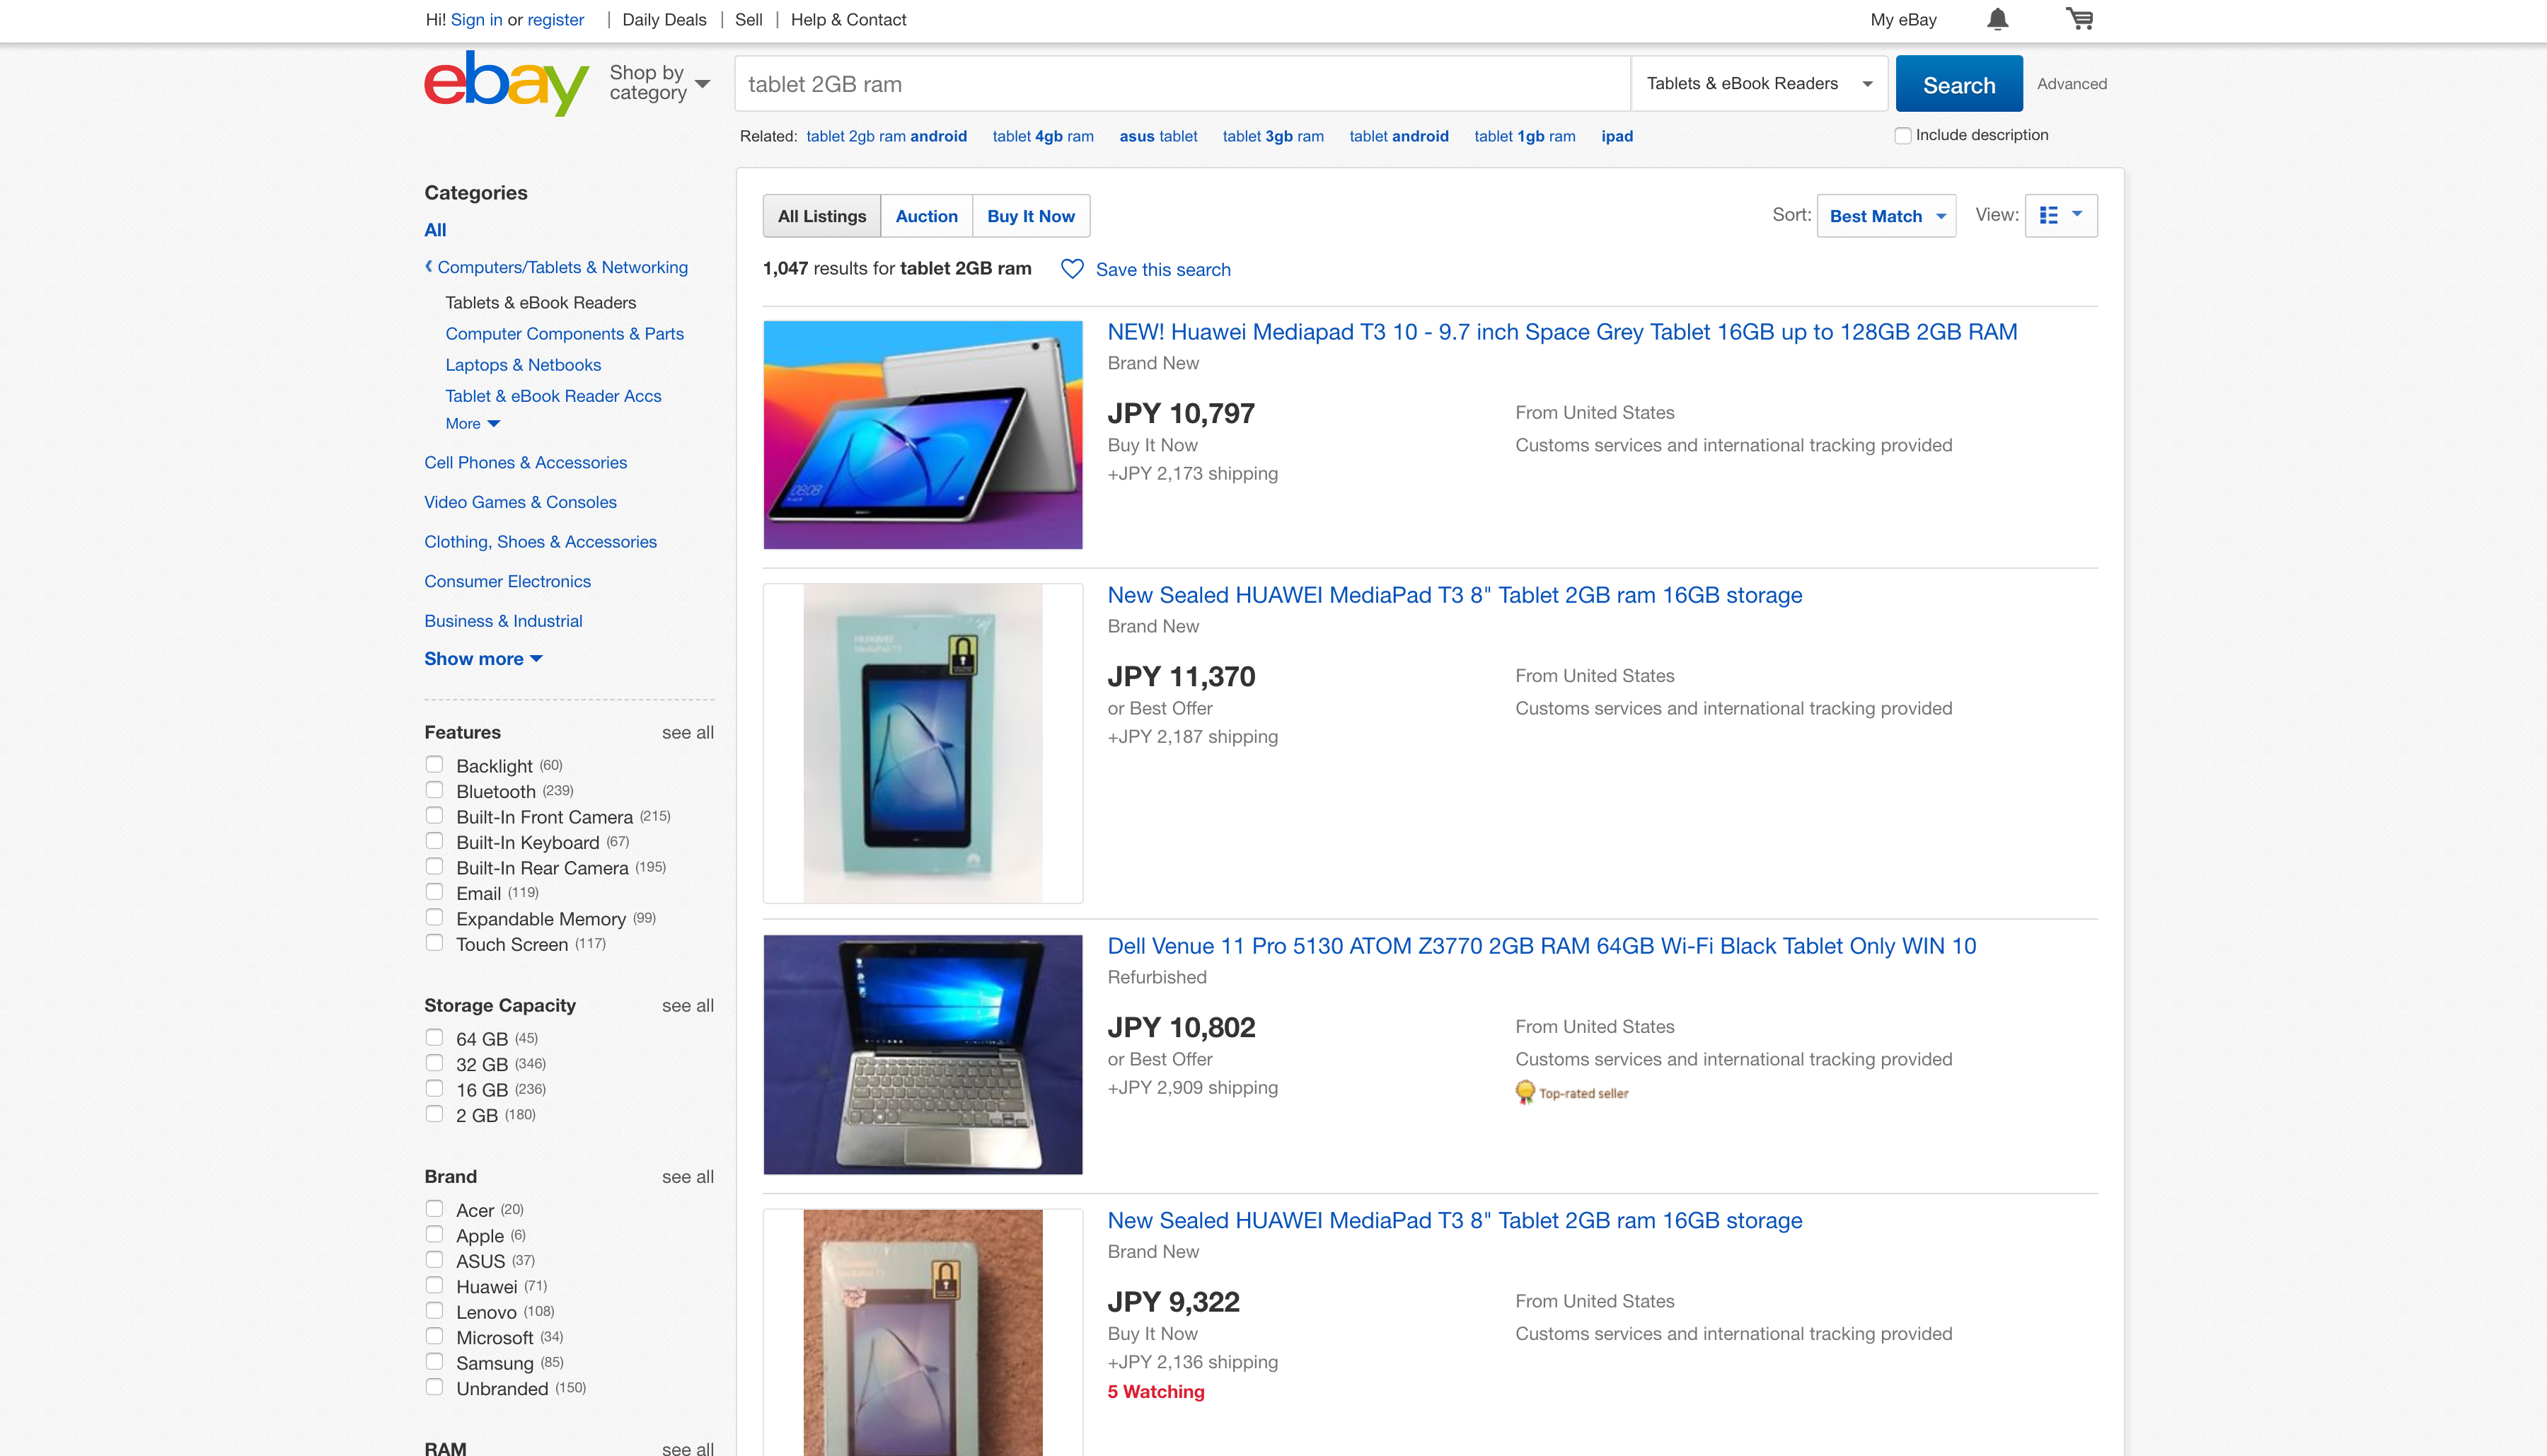 Hi! Sign in or register | Daily Deals | Sell | Help & Contact
My eBay
ebay
Shop by
category
tablet 2GB ram
Tablets & eBook Readers
Search
Advanced
Related: tablet 2gb ram android tablet 4gb ram asus tablet tablet 3gb ram tablet android tablet 1gb ram ipad
Include description
Categories
All
Computers/Tablets & Networking
Tablets & eBook Readers
Computer Components & Parts
Laptops & Netbooks
Tablet & eBook Reader Accs
More
Cell Phones & Accessories
Video Games & Consoles
Clothing, Shoes & Accessories
Consumer Electronics
Business & Industrial
Show more
Features see all
Backlight (60)
Bluetooth (239)
Built-In Front Camera (215)
Built-In Keyboard (67)
Built-In Rear Camera (195)
Email (119)
Expandable Memory (99)
Touch Screen (117)
Storage Capacity see all
64 GB (45)
32 GB (346)
16 GB (236)
2 GB (180)
Brand see all
Acer (20)
Apple (6)
ASUS (37)
Huawei (71)
Lenovo (108)
Microsoft (34)
Samsung (85)
Unbranded (150)
RAM see all
All Listings Auction Buy It Now
Sort: Best Match View:
1,047 results for tablet 2GB ram Save this search
NEW! Huawei Mediapad T3 10 - 9.7 inch Space Grey Tablet 16GB up to 128GB 2GB RAM
Brand New
JPY 10,797
Buy It Now
+JPY 2,173 shipping
From United States
Customs services and international tracking provided
08:08
New Sealed HUAWEI MediaPad T3 8" Tablet 2GB ram 16GB storage
Brand New
JPY 11,370
or Best Offer
+JPY 2,187 shipping
From United States
Customs services and international tracking provided
HUAWEI
MediaPad T3
Dell Venue 11 Pro 5130 ATOM Z3770 2GB RAM 64GB Wi-Fi Black Tablet Only WIN 10
Refurbished
JPY 10,802
or Best Offer
+JPY 2,909 shipping
From United States
Customs services and international tracking provided
Top-rated seller
New Sealed HUAWEI MediaPad T3 8" Tablet 2GB ram 16GB storage
Brand New
JPY 9,322
Buy It Now
+JPY 2,136 shipping
5 Watching
From United States
Customs services and international tracking provided